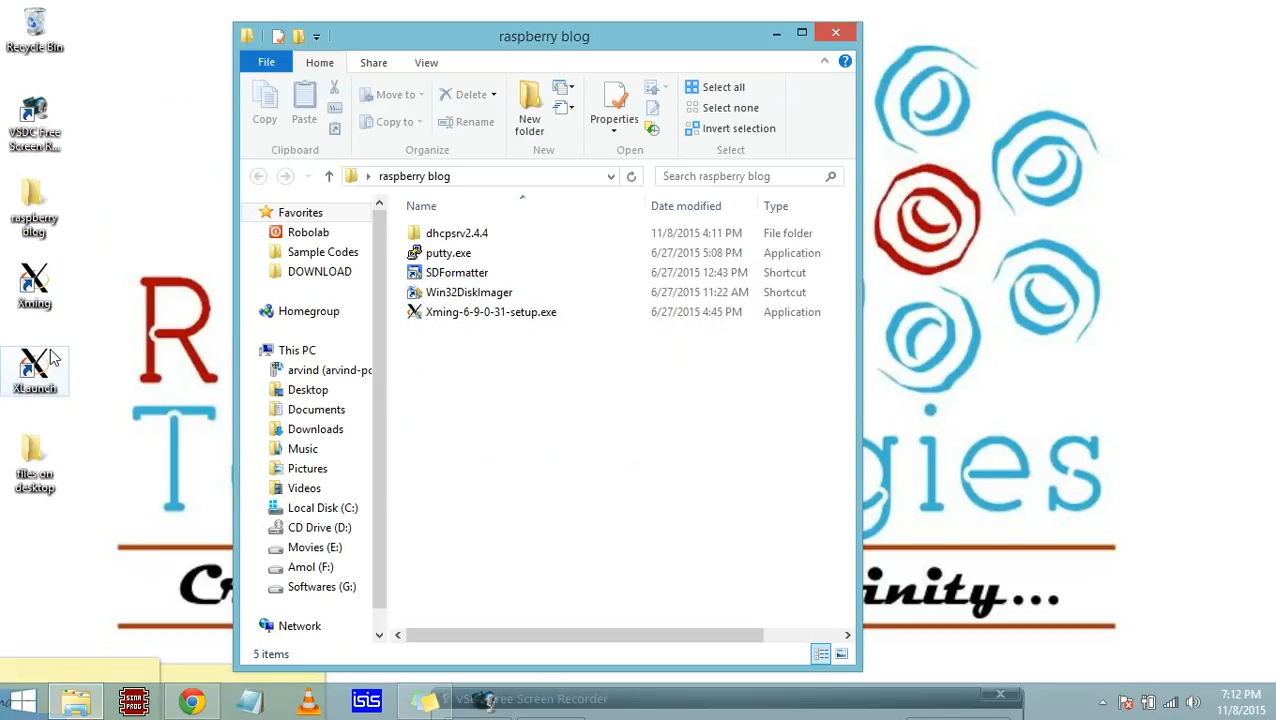 Recycle Bin
VSDC Free
Screen R...
raspberry
blog
Xming
XLaunch
files on
desktop
raspberry blog
File
Home
Share
View
Copy
Paste
Clipboard
Move to
Copy to
Delete
Rename
Organize
New
folder
New
Properties
Open
Select all
Select none
Invert selection
Select
raspberry blog
Search raspberry blog
Name
Date modified
Type
dhcpsrv2.4.4
11/8/2015 4:11 PM
File folder
putty.exe
6/27/2015 5:08 PM
Application
SDFormatter
6/27/2015 12:43 PM
Shortcut
Win32DiskImager
6/27/2015 11:22 AM
Shortcut
Xming-6-9-0-31-setup.exe
6/27/2015 4:45 PM
Application
Favorites
Robolab
Sample Codes
DOWNLOAD
Homegroup
This PC
arvind (arvind-pc
Desktop
Documents
Downloads
Music
Pictures
Videos
Local Disk (C:)
CD Drive (D:)
Movies (E:)
Amol (F:)
Softwares (G:)
Network
5 items
R
T
gies
C
inity...
isis
VSDC Free Screen Recorder
7:12 PM
11/8/2015